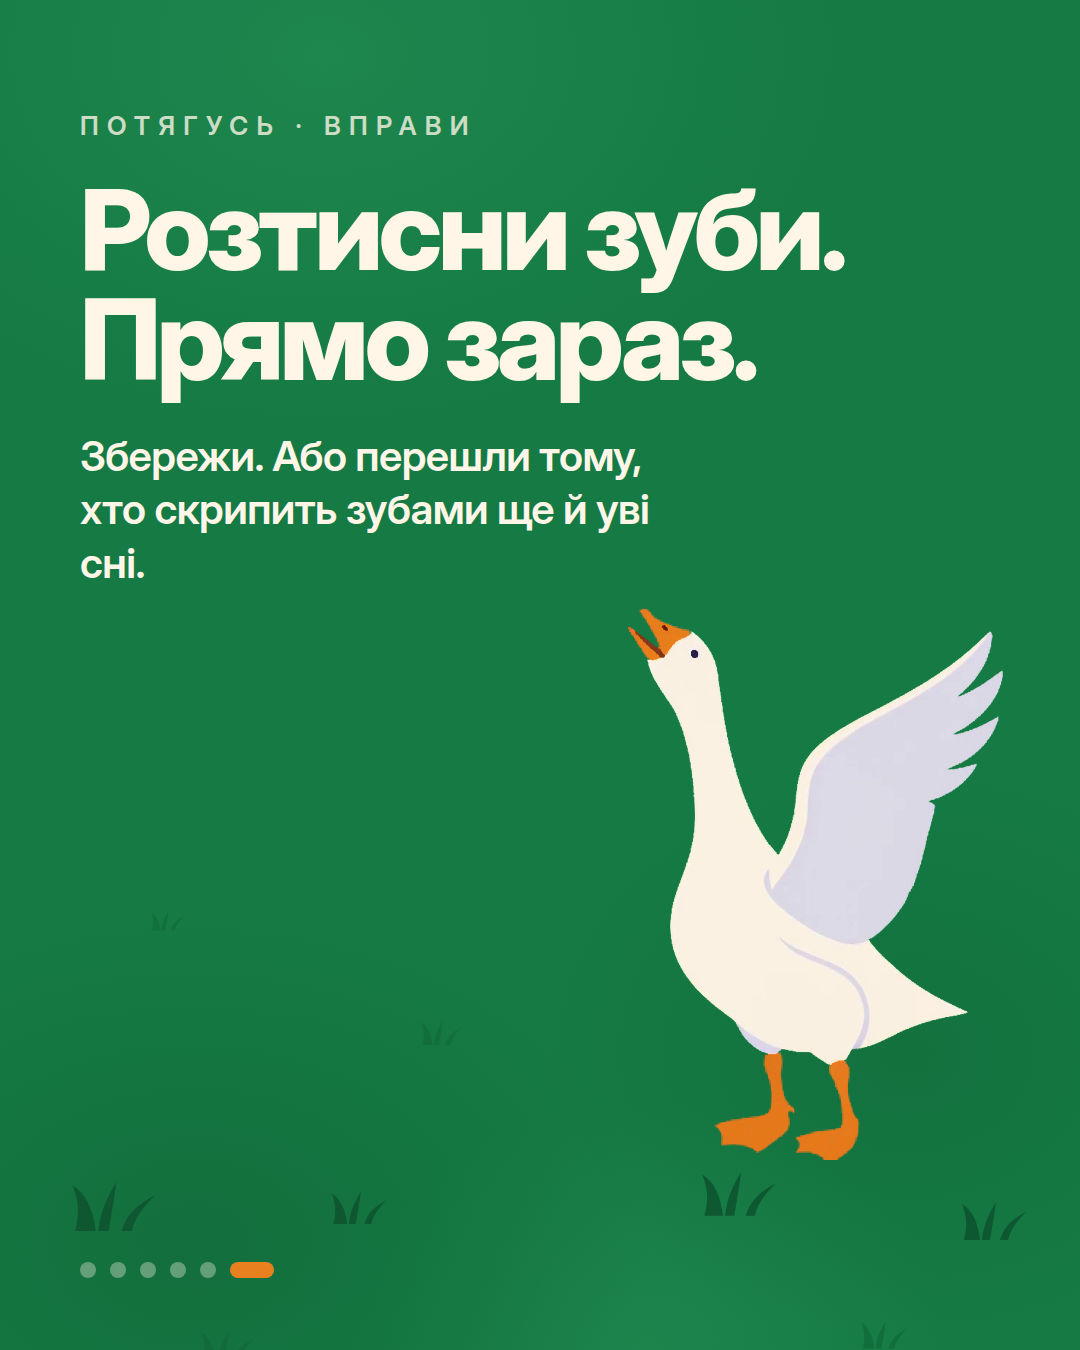 ПОТЯГУСЬ · ВПРАВИ
Розтисни зуби.
Прямо зараз.
Збережи. Або перешли тому,
хто скрипить зубами ще й уві
сні.